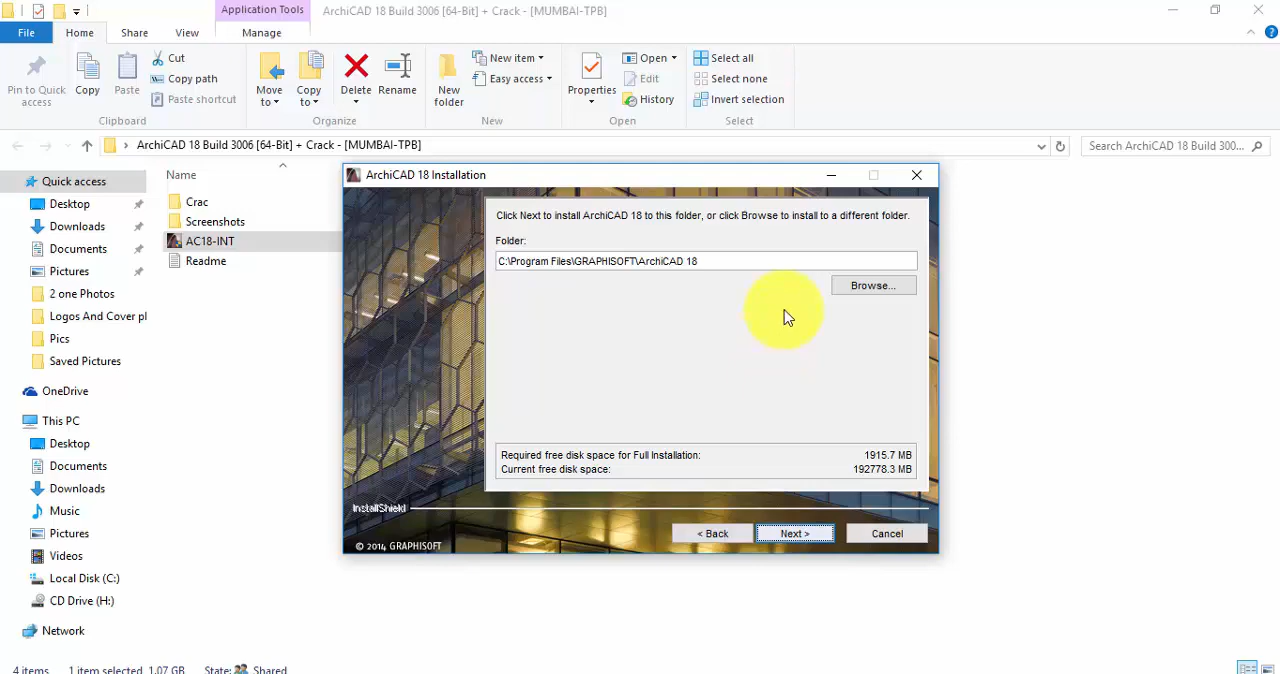 Application Tools
ArchiCAD 18 Build 3006 [64-Bit] + Crack - [MUMBAI-TPB]
File
Home
Share
View
Manage
Pin to Quick access
Copy
Paste
Cut
Copy path
Paste shortcut
Clipboard
Move to
Copy to
Delete
Rename
Organize
New folder
New item
Easy access
New
Properties
Open
Edit
History
Open
Select all
Select none
Invert selection
Select
ArchiCAD 18 Build 3006 [64-Bit] + Crack - [MUMBAI-TPB]
Search ArchiCAD 18 Build 300...
Quick access
Desktop
Downloads
Documents
Pictures
2 one Photos
Logos And Cover pl
Pics
Saved Pictures
OneDrive
This PC
Desktop
Documents
Downloads
Music
Pictures
Videos
Local Disk (C:)
CD Drive (H:)
Network
Name
Crac
Screenshots
AC18-INT
Readme
ArchiCAD 18 Installation
Click Next to install ArchiCAD 18 to this folder, or click Browse to install to a different folder.
Folder:
C:\Program Files\GRAPHISOFT\ArchiCAD 18
Browse...
Required free disk space for Full Installation: 1915.7 MB
Current free disk space: 192778.3 MB
InstallShield
< Back
Next >
Cancel
© 2014 GRAPHISOFT
4 items
1 item selected 1.07 GB
State: Shared